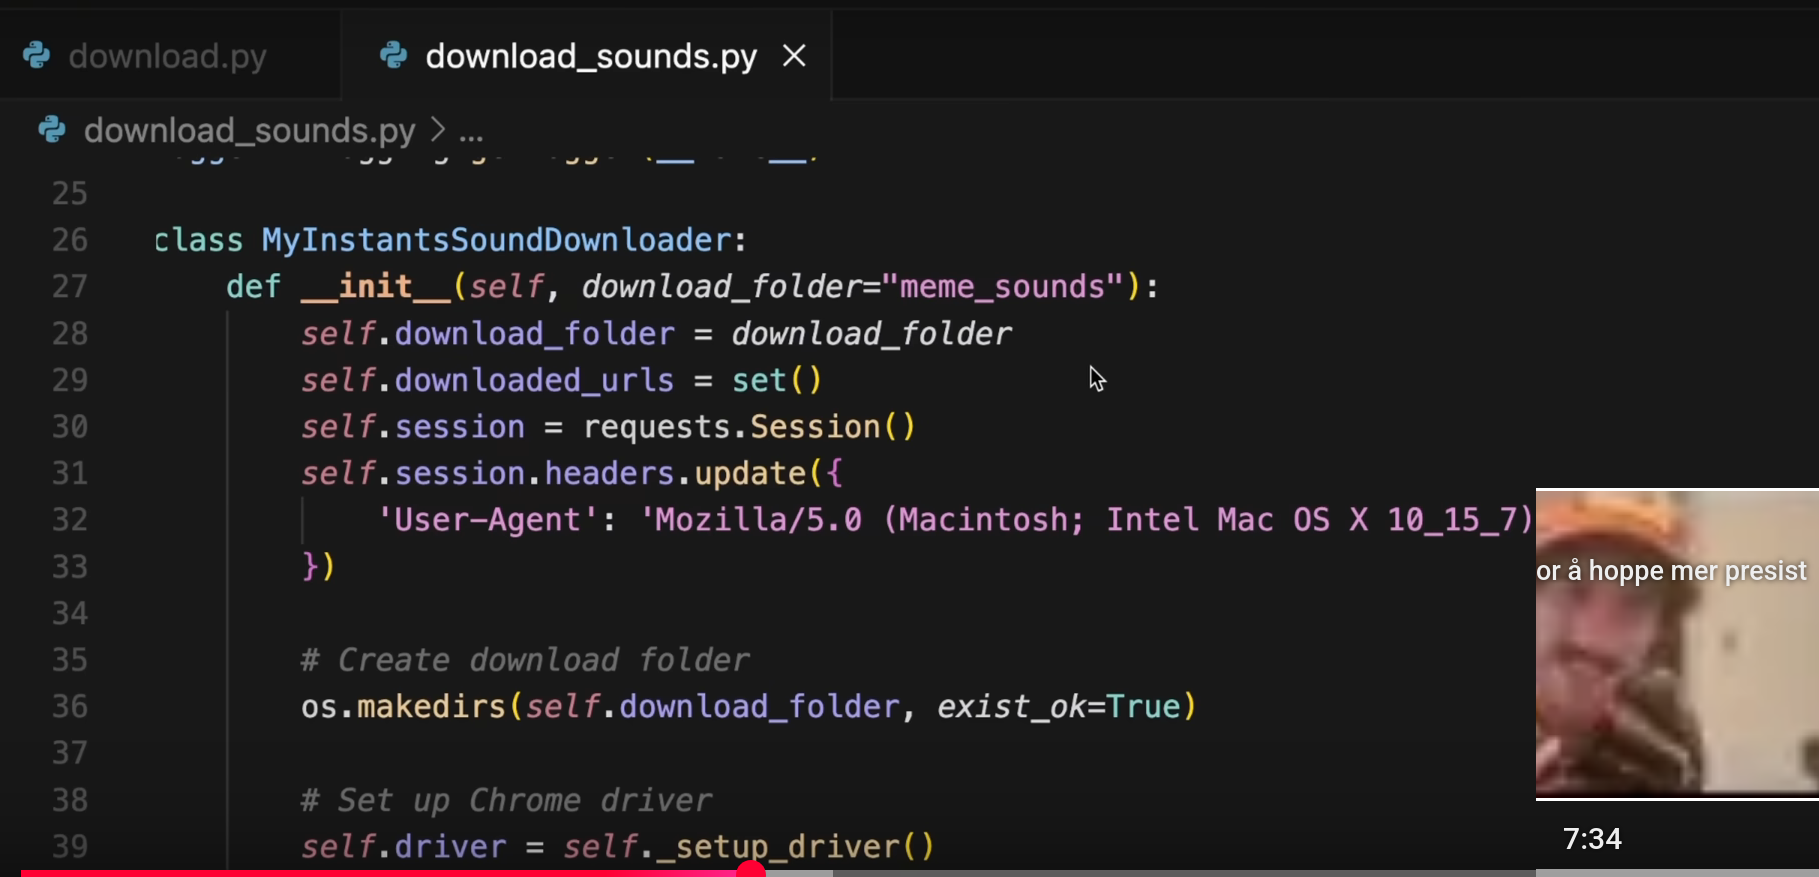 download.py
download_sounds.py
download_sounds.py > ...
25
26 class MyInstantsSoundDownloader:
27 def __init__(self, download_folder="meme_sounds"):
28 self.download_folder = download_folder
29 self.downloaded_urls = set()
30 self.session = requests.Session()
31 self.session.headers.update({
32 'User-Agent': 'Mozilla/5.0 (Macintosh; Intel Mac OS X 10_15_7)
33 })
34
35 # Create download folder
36 os.makedirs(self.download_folder, exist_ok=True)
37
38 # Set up Chrome driver
39 self.driver = self._setup_driver()
or å hoppe mer presist
7:34